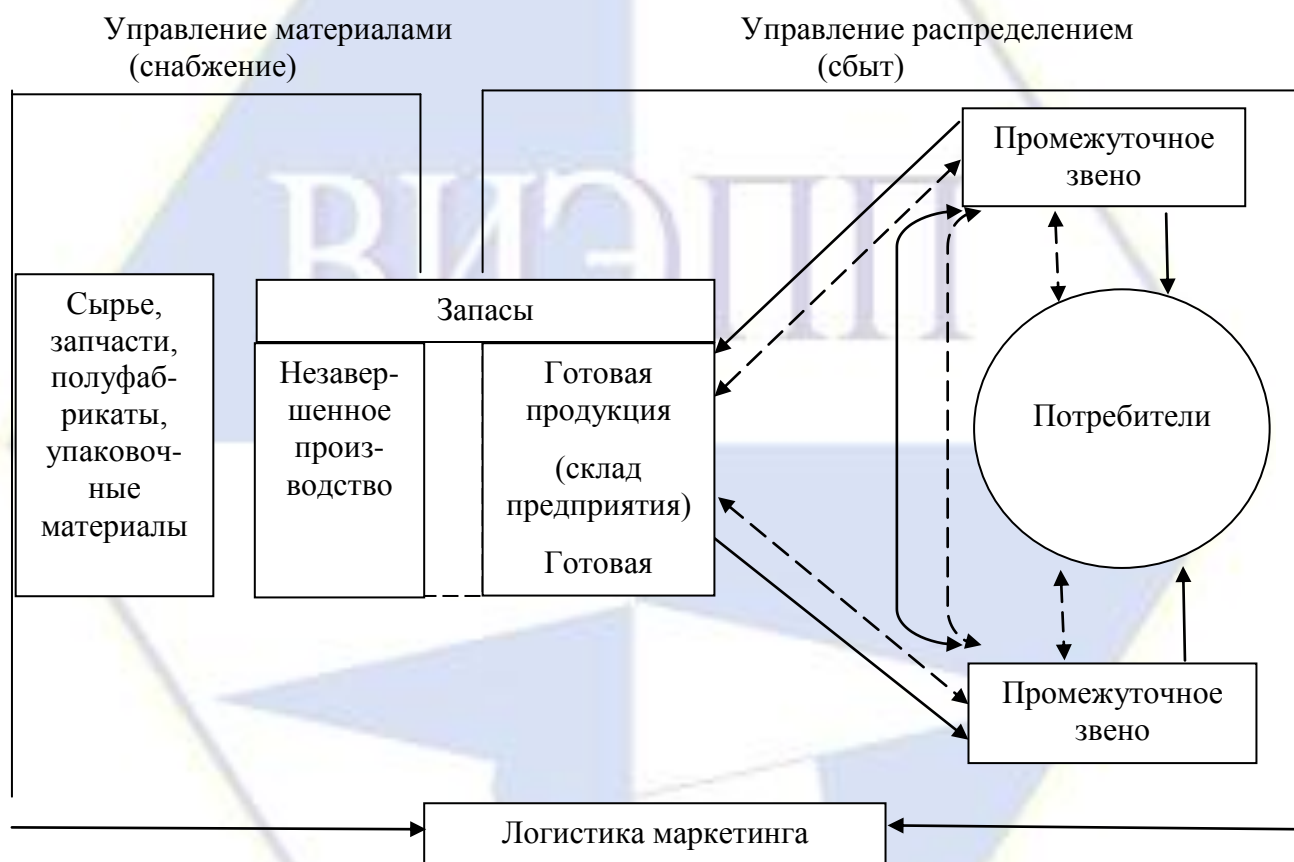 Управление материалами
(снабжение)
Управление распределением
(сбыт)
Промежуточное
звено
ВИЭПП
Сырье,
запчасти,
полуфаб-
рикаты,
упаковоч-
ные
материалы
Запасы
Незавер-
шенное
произ-
водство
Готовая
продукция
(склад
предприятия)
Готовая
Потребители
Промежуточное
звено
Логистика маркетинга